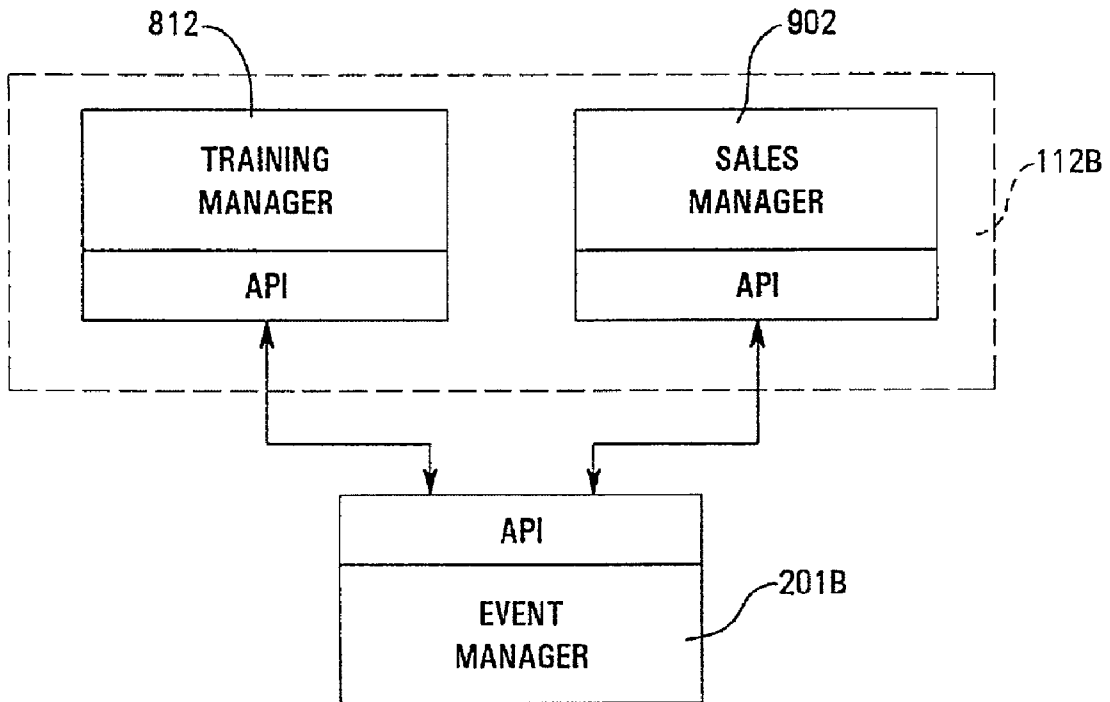 812
902
TRAINING
MANAGER
SALES
MANAGER
112B
API
API
API
EVENT
MANAGER
201B